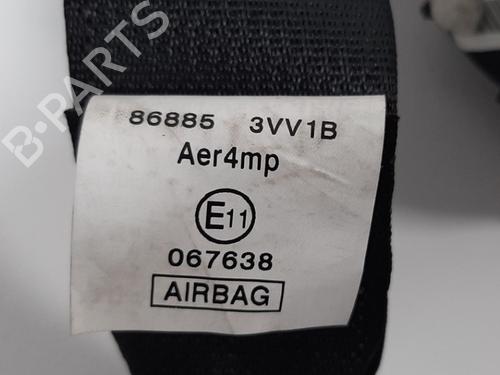 86885 3VV1B
Aer4mp
E11
067638
AIRBAG
B-PARTS